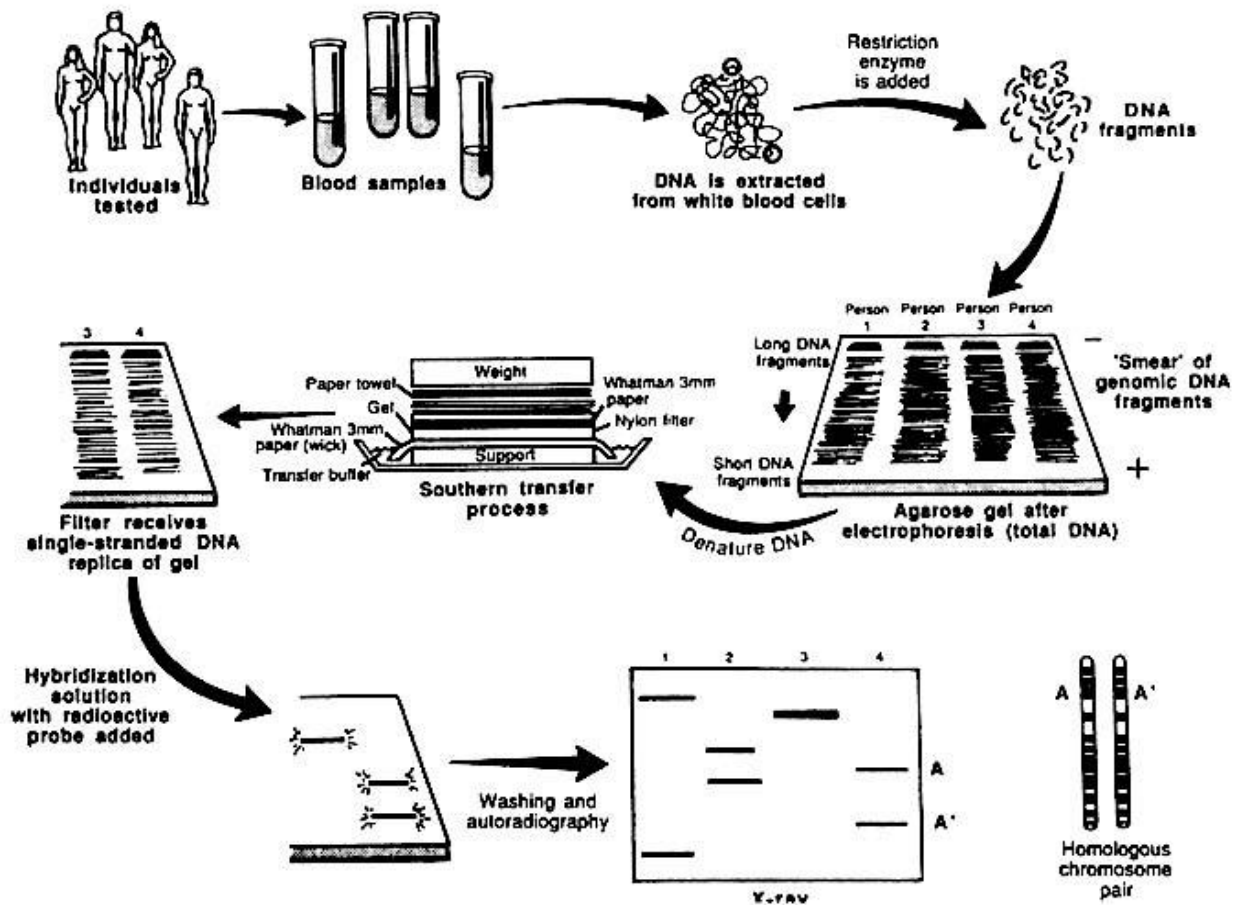 Individuals
tested
Blood samples
DNA is extracted
from white blood cells
Restriction
enzyme
is added
DNA
fragments
Person Person Person Person
1 2 3 4
Long DNA
fragments
Short DNA
fragments
−
+
'Smear' of
genomic DNA
fragments
Agarose gel after
electrophoresis (total DNA)
Denature DNA
Weight
Paper towel
Gel
Whatman 3mm
paper (wick)
Transfer buffer
Whatman 3mm
paper
Nylon filter
Support
Southern transfer
process
3 4
Filter receives
single-stranded DNA
replica of gel
Hybridization
solution
with radioactive
probe added
Washing and
autoradiography
1 2 3 4
A
A'
X-ray
A A'
Homologous
chromosome
pair